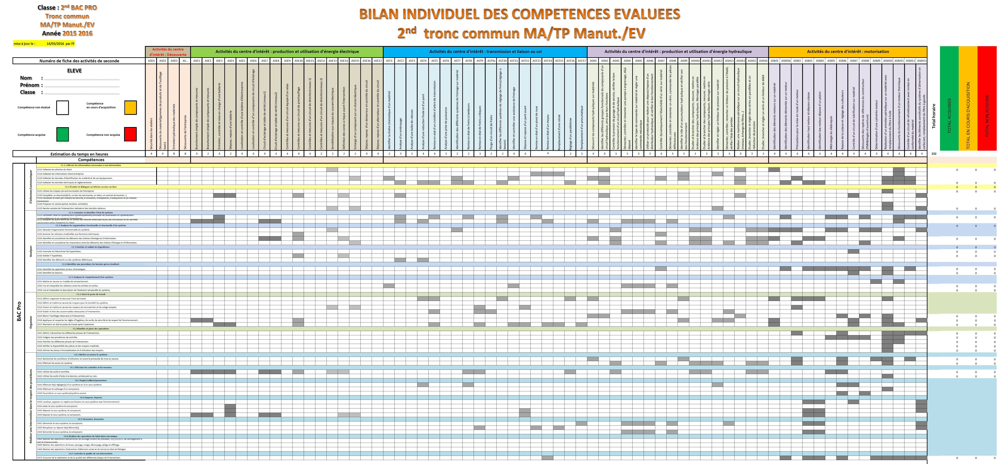 Classe : 2nd BAC PRO
Tronc commun
MA/TP Manut./EV
Année 2015 2016
BILAN INDIVIDUEL DES COMPETENCES EVALUEES
2nd tronc commun MA/TP Manut./EV
mise à jour le : 14/03/2016 par FF
Activités du centre d'intérêt : Découverte
Activités du centre d'intérêt : production et utilisation d'énergie électrique
Activités du centre d'intérêt : transmission et liaison au sol
Activités du centre d'intérêt : production et utilisation d'énergie hydraulique
Activités du centre d'intérêt : motorisation
Numéro de fiche des activités de seconde
ASD1 ASD2 ASD3 AS... ASE1 ASE2 ASE3 ASE4 ASE5 ASE6 ASE7 ASE8 ASE9 ASE10 ASE11 ASE12 ASE13 ASE14 ASE15 ASE16 ASE17 AST1 AST2 AST3 AST4 AST5 AST6 AST7 AST8 AST9 AST9a AST10 AST11 AST12 AST13 AST14 AST15 AST16 AST17 ASH1 ASH2 ASH3 ASH4 ASH5 ASH6 ASH7 ASH8 ASH9 ASH10 ASH11 ASH12 ASH13 ASH14 ASH15 ASH16 ASM1 ASM1b ASM2 ASM3 ASM4 ASM5 ASM6 ASM7 ASM8 ASM9 ASM10 ASM11 ASM12 ASM13
ELEVE
Nom :
Prénom :
Classe :
Compétence non évalué
Compétence en cours d'acquisition
Compétence acquise
Compétence non acquise
Sécurité dans les ateliers
Découverte du materiel(gammes de produits et de l'outillage basic)
Entretient périodique des matériels
Découverte de l'entreprise
Branchement simple de composants et mesures
Branchement simple de composants et mesures
Entretien, contrôle et mise en charge d'une batterie
Dépose, repose d'une batterie
Localisation et contrôle d'une bobine d'électrovanne
Localisation et contrôle d'un composants de circuit d'éclairage
Circuit d'eclairage et table de vérité (niveau1)
Circuit d'eclairage et table de vérité (niveau2)
Contrôles et mesures d'un circuit équipé d'un relais
Contrôles et mesures sur circuit de prechauffage
Contrôles et mesures d'un circuit de direction(niveau 1)
Contrôles et mesures d'un circuit de direction(niveau 2)
Sensibilisation aux risques du courant électrique
Définition des zones à risque avant l'intervention
Echange d'un composant sur un chariot électrique
Dépose, repose d'un demarreur et contrôle du circuit
Dépose, repose d'un alternateur et contrôle du circuit
Identifier la chaîne cinematique d'un matériel
Analyse d'un embrayage
Analyse d'une boîte de vitesses
Analyse d'une reduction finale et d'un pont
Remise en état d'un croisillon d'arbre de transmission
Analyse d'une prise de puissance
Identification des différents systemes de freinage sur matériel
Remise en état de freins à tambours
Remise en état de freins a disques
Purge d'un circuit de freins
Identifier les différents systèmes de réglage de freins(réglage si besoin)
Identifier et contrôler une assistance de freinage
Dépose et repose d'un pont avant
Remise en état d'un pivot de roue
Remise en état d'un moyeu
Remplacement d'une rotule
Réglage d'un parallelisme
Remplacement d'un pneumatique
Découvrir les composants hydrauliques sur matériels
Identifier les différents groupes fonctionnels de composants d'un circuit hydraulique, ainsi que leurs fonctions
Contrôler la pression de gavage et de service, vérifier le bon fonctionnement d'un circuit hydraulique
Démonter, contrôler et remonter une pompe à engrenage, déjà déposé
Identifier le type de commande sur matériel et régler une commande mécanique
Utiliser un protocole pour réaliser une dépose/repose d'un distributeur hydraulique, et vérifier le bon fonctionnement
Contrôler dynamiquement l'étanchéité d'un vérin sur matériel
Démonter, contrôler et remonter un vérin, commander les pièces défectueuses
Identifier le rôle d'un accumulateur hydraulique et vérifier son bon fonctionnement
Etudier et brancher des composants, mesurer, mettre en évidence des principes hydrauliques. Montages parallèle
Etudier et brancher des composants, mesurer, mettre en évidence des principes hydrauliques. Montages série
Identifier et régler un limiteur de pression sur matériel
Démonter, contrôler, remonter un limiteur de pression à l'établi, vérifier l'état des portées
Réaliser une maintenance périodique sur un circuit hydraulique (niveaux, échange de filtres...)
Etudier, brancher et régler deux vérins en parallèles et un réducteur de pression
Etudier, brancher et régler un vérin et un limiteur de débit
Identification des éléments moteurs sur un matériel
Identification des éléments démontés sur un moteur
Précautions pour la mise en route d'un moteur
Identification haut moteur et dépose culasse
Identification bas moteur dépose d'un piston
Métrologie du vilebrequin
Repose de la culasse et réglage des culbuteurs
Contrôle d'un circuit de lubrification sur matériel
Découverte des repères de références du constructeur (PMH&Angles d'ouverture)
Détermination d'une cylindrée moteur
Réalisation d'un entretien périodique sur un matériel avec remplacement du filtre à huile
Découverte du fonctionnement d'un moteur thermique
Contrôle d'un circuit de refroidissement avec remise en conformité du matériel
Identifier les éléments constitutifs du système d'alimentation en carburant, remplacement du filtre à gazole.
Total horaire
TOTAL ACQUISES
TOTAL EN COURS D'ACQUISITION
TOTAL NON ACQUISE
Estimation du temps en heures
4 4 8 8 4 2 4 2 4 4 4 4 4 4 4 4 2 2 2 4 4 2 3 2 4 4 3 2 2 3 2 2 4 4 4 2 1 4 4 3 3 3 3 4 3 3 3 3 3 3 4 3 3 4 4 4 4 4 4 4 4 4 4 4 4 4 4
232
Compétences
BAC Pro
S'informer/communiquer
C1.1 Collecter les informations nécessaires à son intervention
C111 Collecter les attentes du client
0 0 0
C112 Collecter les informations client-entreprise
C113 Collecter les données d'identification du matériel et de ses équipements.
C114 Collecter les données techniques et reglementaires
0 0 0
C1.2 Écouter et dialoguer en interne ou avec un tiers
0 0 0
C121 Utiliser les moyens de communication de l'entreprise
0 0 0
C122 Compléter un document(O.R, un bon de commande, un devis, un contrat de location...)
C123 Conseiller le client (en matière de sécurité, d'utilisation, d'adaptation ,d'adéquation et en matière d'entretien)
C124 Proposer un service (achat, location, entretien)
C125 Rendre compte de l'intervention réalisée et des résultats obtenus.
0 0 0
Analyser
C2.1 Constater et identifier l'état du système
C211 Constater l'état du système/sous-système/élément/constater les
0 0 0
C212 Analyser les écarts entre les résultats des mesures effectuées et/ou des simulations et les données constructeur et/ou l'exigence du client
C2.2 Analyser les organisations fonctionelle et structurelle d'un système
0 0 0
C221 Décoder l'organisation fonctionnelle du système.
C222 Associer les solutions matérielles aux fonctions techniques.
C223 Identifier et caractériser les éléments des chaînes d'énergie et d'information.
0 0 0
C224 Identifier et caractériser les interactions entre les éléments des chaînes d'énergie et d'information.
C2.3 Emettre et valider les hypothèses.
0 0 0
C231 Formuler et hiérarchiser les hypothèses.
0 0 0
C232 Valider l' hypothèse.
0 0 0
C233 Identifier des éléments ou des systèmes défectueux.
C2.4 Identifier une procédure, les besoins qui en résultent.
C241 Identifier les opérations et leur chronologies.
0 0 0
C242 Identifier les besoins.
0 0 0
C2.5 Analyser le comportement d'un système
C251 Mettre en œuvre un modèle de comportement.
C252 Lire et interpréter les relations entre les entrées et sorties.
0 0 0
C253 Lire et interpréter la description de l'évolution temporelle du système.
0 0 0
Organiser
C3.1 Gérer le poste de travail
C311 Définir, organiser et sécuriser l'aire de travail.
C312 Définir et mettre en œuvre les moyens pour le transfert du système.
C313 Choisir et mettre en œuvre les moyens de manutention et de calage adaptés.
C314 Etablir la liste des cosommables nécessaires à l'intervention.
C315 Réunir l'outillage nécessaire à l'intervention.
0 0 0
C316 Appliquer et respecter les règles d'hygiènes, de santé, de sécurité et de respect de l'environnement.
0 0 0
C317 Maintenir en état le poste de travail après l'opération.
0 0 0
C3.2Planifier et gérer des opérations
C321 Définir, hiérarchiser les différentes phases de l'intervention.
0 0 0
C322 Intégrer des procédures de contrôle.
0 0 0
C323 Planifier les différentes phases de l'intervention.
0 0 0
C324 Vérifier la disponibilité des pièces et des moyens matériels.
0 0 0
C325 Estimer les temps d'immobilisation et d'utilisation des moyens.
0 0 0
Réaliser une intervention dans le respect des procédures
C4.1 Mettre en œuvre le système
C411 Rechercher les conditions d'utilisation et suivre le protocole de mise en oeuvre.
0 0 0
C412 Effectuer les essais du système
0 0 0
C4.2 Effectuer les contrôles et les mesures
C421 Utiliser les outils d contrôle.
0 0 0
C422 Utiliser les outils d'aide à la decision, embarqués ou non.
0 0 0
C4.3 Regler/calibrer/parametrer
C431 Effectuer le(s) réglages(s) d'un système ou d'un sous système.
C432 Effectuer le calibrage d'un composant.
C433 Paramétrer un sous-système/système asservi.
C4.4 Deposer, Reposer
C441 Localiser, apposer un repère aux liaisons du sous-système avec l'environnement.
C442 Isoler le sous-système le composant.
C443 Déposer le sous-système, le composant.
C444 Reposer le sous-système, le composant.
C4.5 Demonter, Remonter
C451 Démonter le sous-système, le composant.
C452 Remplacer ou réparer le(s) élément(s).
C453 Remonter le sous-système, le composant.
C4.6 Réaliser des operations de fabrication mécanique.
C461 Réaliser des opérations élémentaires de soudage suivant les procédés, 111,135,971, de rechargement à plat et d'oxycoupage.
C462 Réaliser des opérations de bases: perçage, sciage, découpage, pliage et affûtage.
C463 Réaliser des opérations d'extraction d'éléments vissés et de remise en état de filetages.
C4,7 Controler la qualite de son intervention.
C471 S'assurer de la réalisation et de la qualité des différentes étapes de l'intervention.
0 0 0